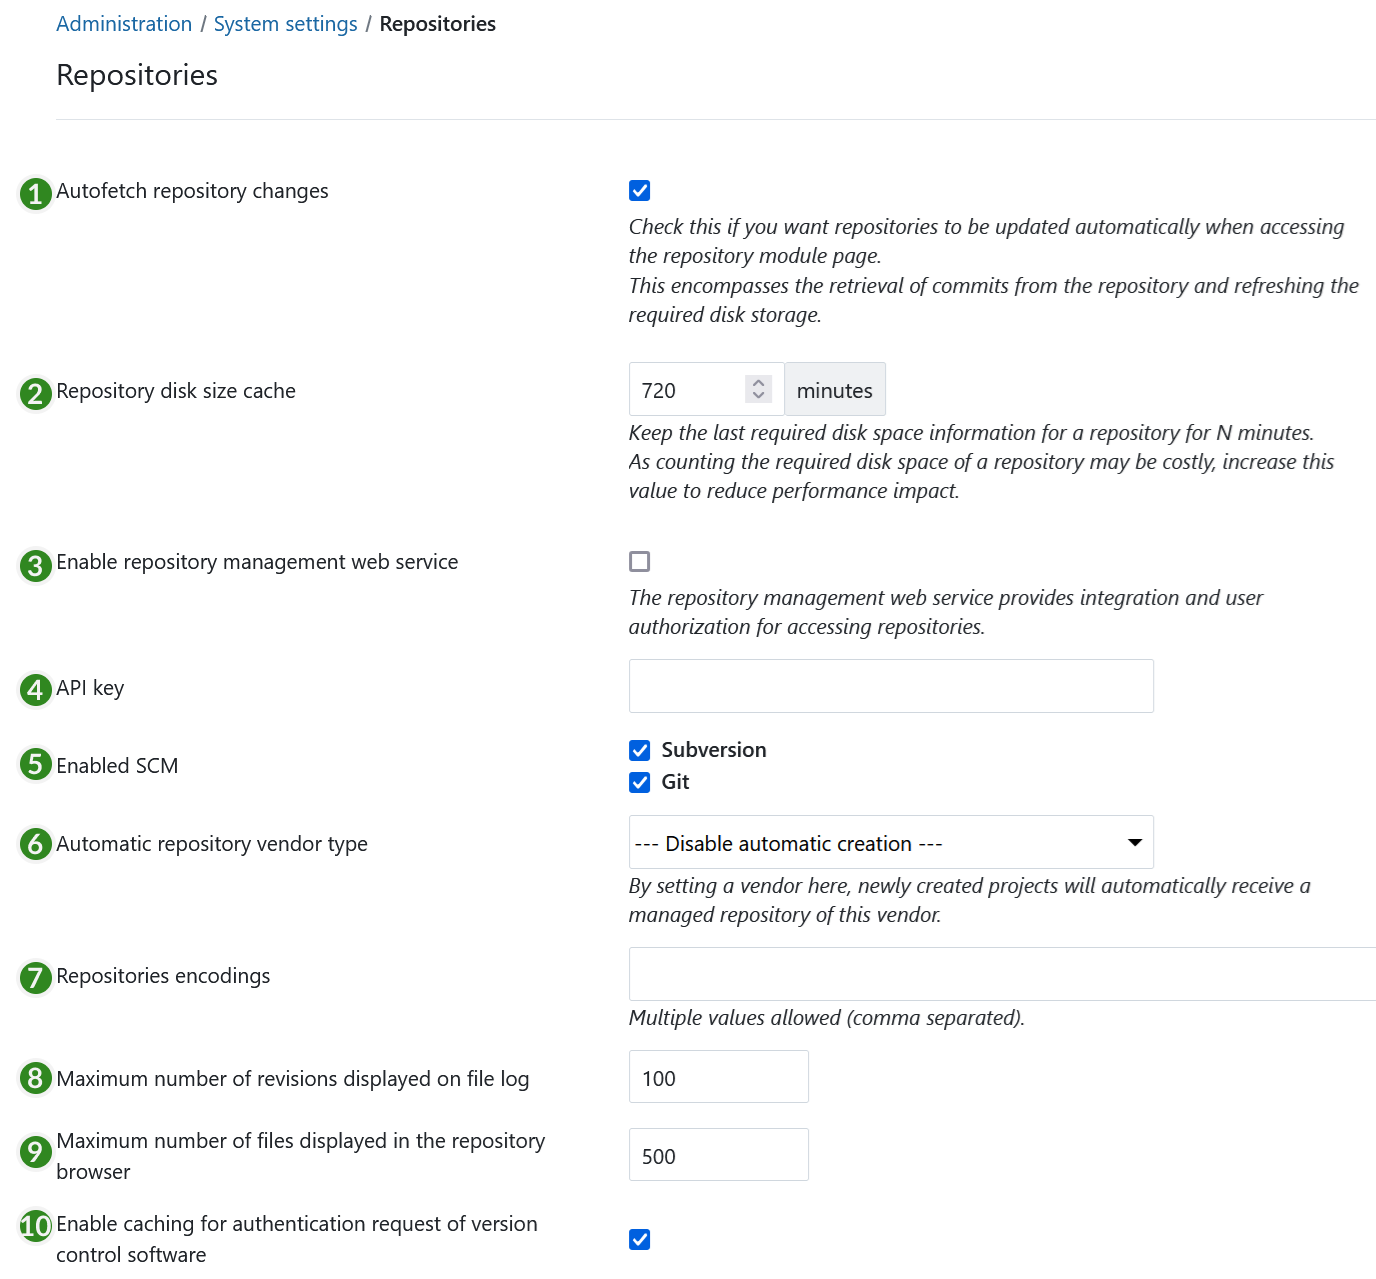 Administration / System settings / Repositories
Repositories
1 Autofetch repository changes
Check this if you want repositories to be updated automatically when accessing
the repository module page.
This encompasses the retrieval of commits from the repository and refreshing the
required disk storage.
2 Repository disk size cache
720 minutes
Keep the last required disk space information for a repository for N minutes.
As counting the required disk space of a repository may be costly, increase this
value to reduce performance impact.
3 Enable repository management web service
The repository management web service provides integration and user
authorization for accessing repositories.
4 API key
5 Enabled SCM
Subversion
Git
6 Automatic repository vendor type
--- Disable automatic creation ---
By setting a vendor here, newly created projects will automatically receive a
managed repository of this vendor.
7 Repositories encodings
Multiple values allowed (comma separated).
8 Maximum number of revisions displayed on file log
100
9 Maximum number of files displayed in the repository
browser
500
10 Enable caching for authentication request of version
control software